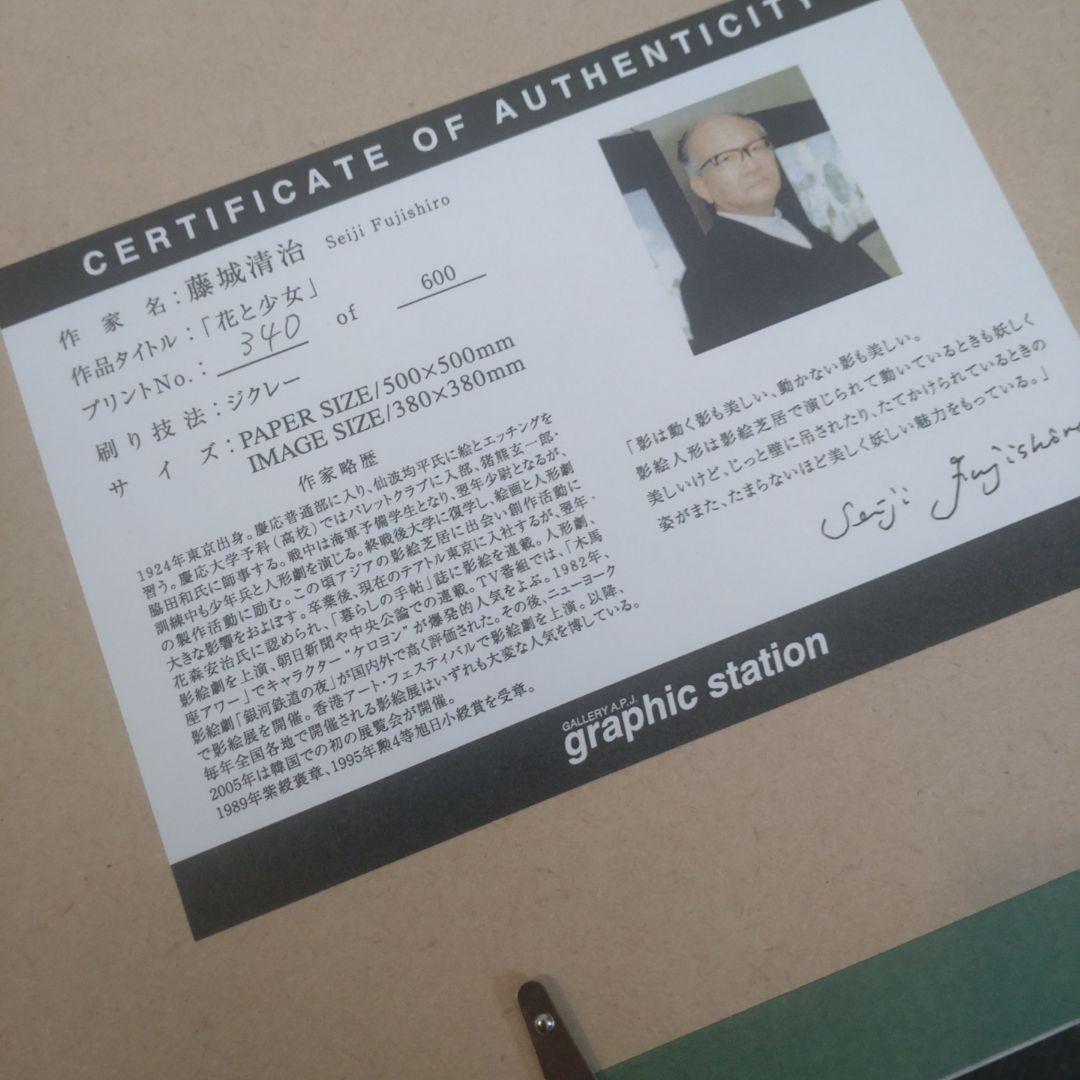 CERTIFICATE OF AUTHENTICITY
作家名：藤城清治 Seiji Fujishiro
作品タイトル：「花と少女」
プリントNo.： 340 of 600
刷り技法：ジクレー
サイズ：PAPER SIZE/500×500mm
IMAGE SIZE/380×380mm
作家略歴
1924年東京出身。慶応普通部に入り、仙波均平氏に絵とエッチングを
習う。慶応大学予科(高校)ではパレットクラブに入部、猪熊玄一郎・
脇田和氏に師事する。戦中は海軍予備学生となり、翌年少尉となるが、
訓練中も少年兵と人形劇を演じる。終戦後大学に復学し、絵画と人形劇
の製作活動に励む。この頃アジアの影絵芝居に出会い創作活動に
大きな影響をおよぼす。卒業後、現在のテアトル東京に入社するが、翌年・
花森安治氏に認められ、「暮らしの手帖」誌に影絵を連載。人形劇、
影絵劇を上演、朝日新聞や中央公論での連載。TV番組では、「木馬
座アワー」でキャラクター“ケロヨン”が爆発的人気をよぶ。1982年、
影絵劇「銀河鉄道の夜」が国内外で高く評価された。その後、ニューヨーク
で影絵展を開催。香港アート・フェスティバルで影絵劇を上演。以降、
毎年全国各地で開催される影絵展はいずれも大変な人気を博している。
2005年は韓国での初の展覧会が開催。
1989年紫綬褒章、1995年勲4等旭日小綬賞を受章。
「影は動く影も美しい、動かない影も美しい。
影絵人形は影絵芝居で演じられて動いているときも妖しく
美しいけど、じっと壁に吊されたり、たてかけられているときの
姿がまた、たまらないほど美しく妖しい魅力をもっている。」
Seiji Fujishiro
GALLERY A.P.J.
graphic station